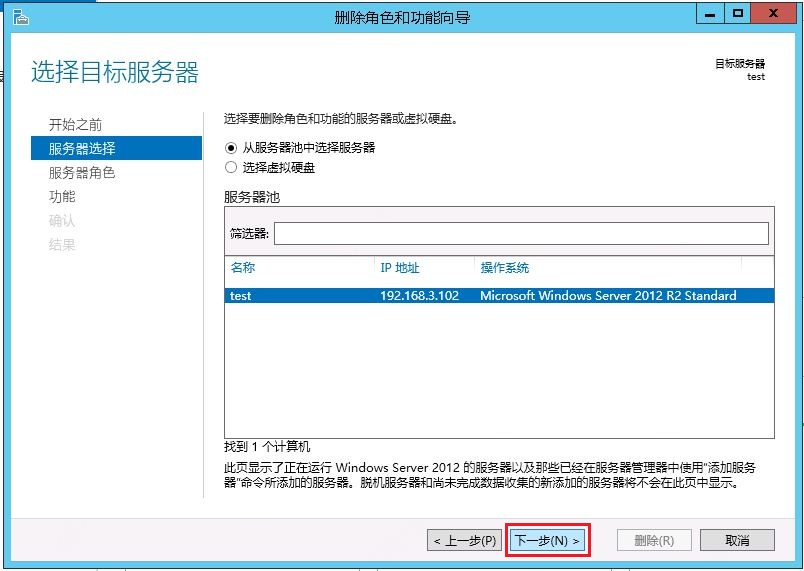 删除角色和功能向导
选择目标服务器
目标服务器
test
开始之前
服务器选择
服务器角色
功能
确认
结果
选择要删除角色和功能的服务器或虚拟硬盘。
从服务器池中选择服务器
选择虚拟硬盘
服务器池
筛选器:
名称 IP 地址 操作系统
test 192.168.3.102 Microsoft Windows Server 2012 R2 Standard
找到 1 个计算机
此页显示了正在运行 Windows Server 2012 的服务器以及那些已经在服务器管理器中使用"添加服务
器"命令所添加的服务器。脱机服务器和尚未完成数据收集的新添加的服务器将不会在此页中显示。
< 上一步(P) 下一步(N) > 删除(R) 取消